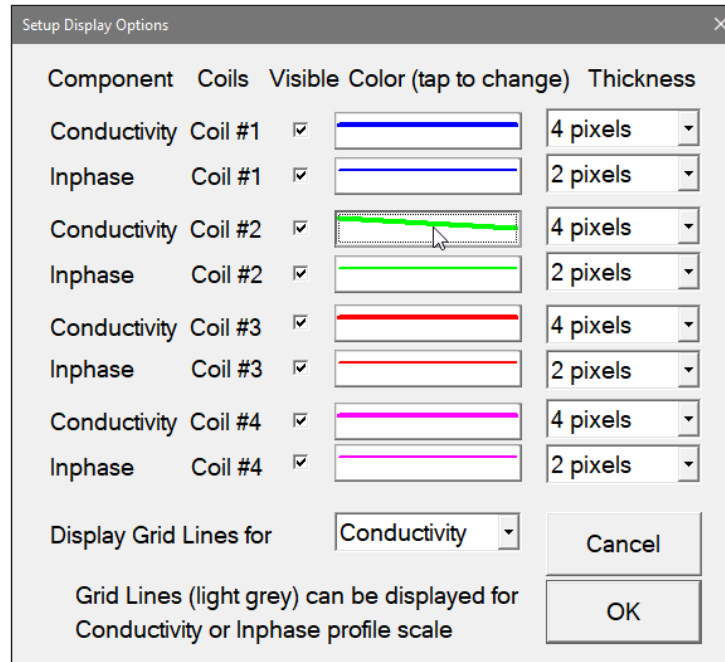 Setup Display Options
Component Coils Visible Color (tap to change) Thickness
Conductivity Coil #1 4 pixels
Inphase Coil #1 2 pixels
Conductivity Coil #2 4 pixels
Inphase Coil #2 2 pixels
Conductivity Coil #3 4 pixels
Inphase Coil #3 2 pixels
Conductivity Coil #4 4 pixels
Inphase Coil #4 2 pixels
Display Grid Lines for Conductivity Cancel
Grid Lines (light grey) can be displayed for OK
Conductivity or Inphase profile scale